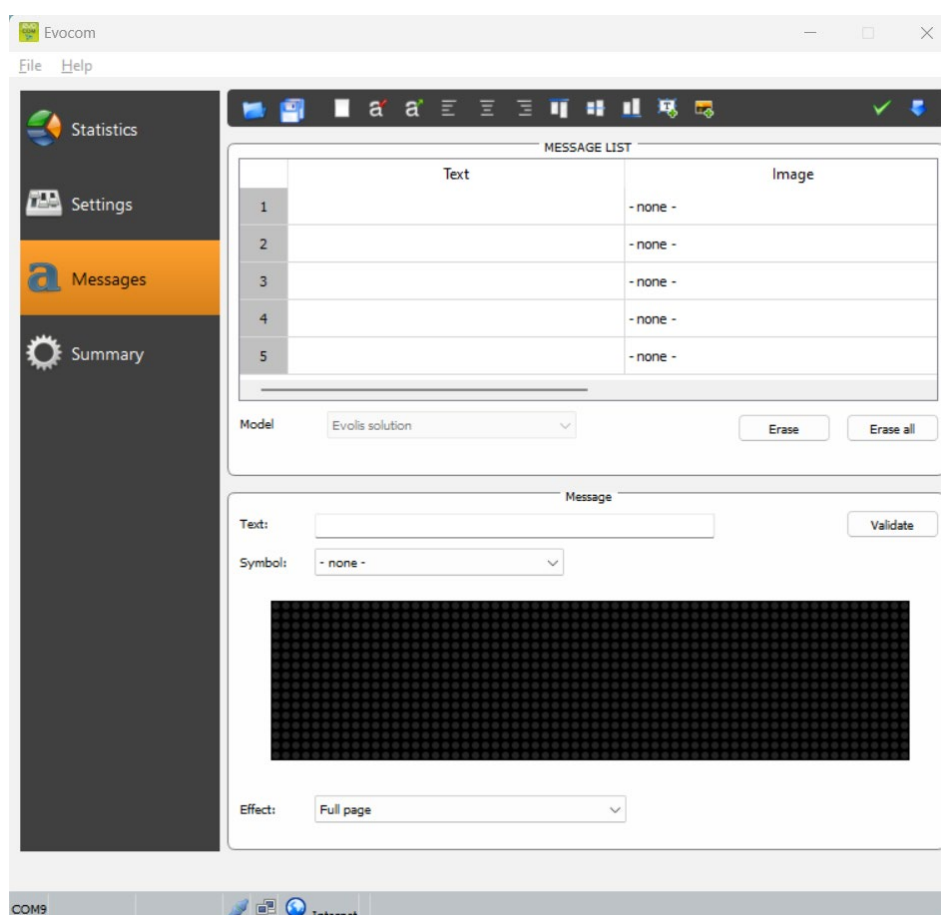 Evocom
File Help
Statistics
Settings
Messages
Summary
MESSAGE LIST
Text Image
1 - none -
2 - none -
3 - none -
4 - none -
5 - none -
Model Evolis solution Erase Erase all
Message
Text: Validate
Symbol: - none -
Effect: Full page
COM9 Internet